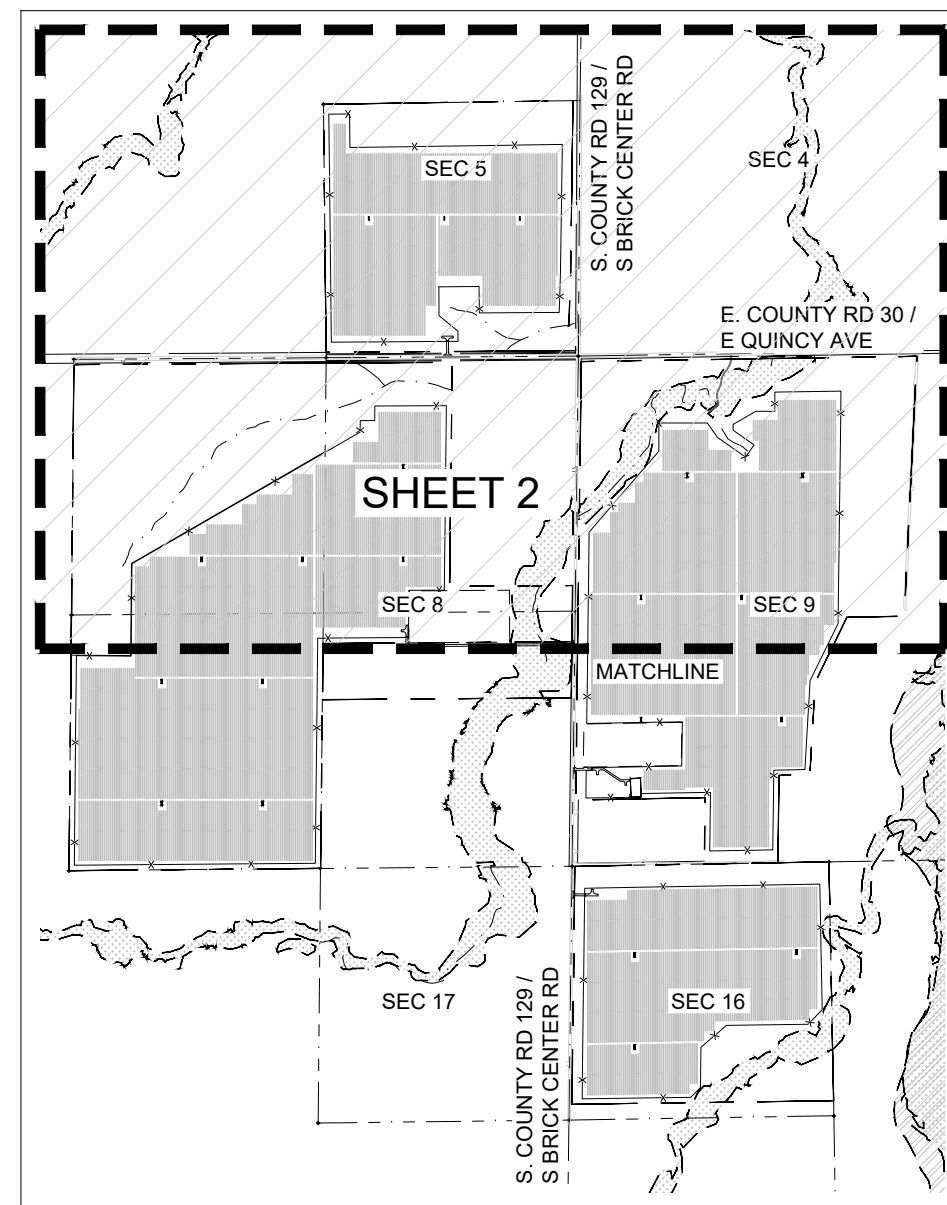 S. COUNTY RD 129 /
S BRICK CENTER RD
SEC 5
SEC 4
E. COUNTY RD 30 /
E QUINCY AVE
SHEET 2
SEC 8
SEC 9
MATCHLINE
SEC 17
SEC 16
S. COUNTY RD 129 /
S BRICK CENTER RD